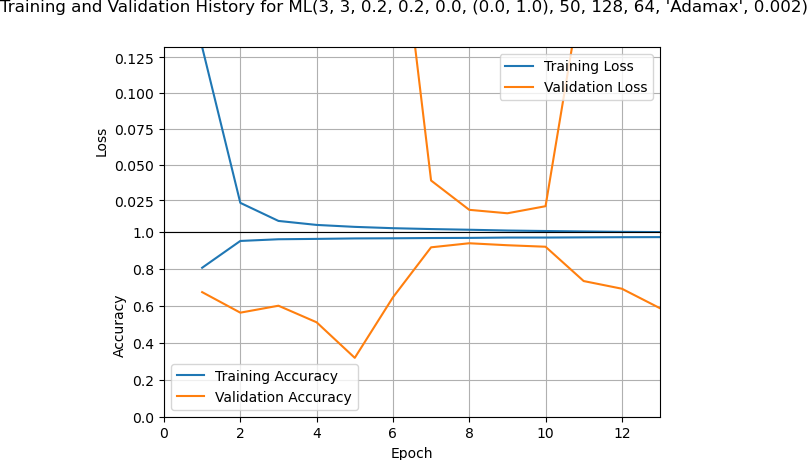 Training and Validation History for ML(3, 3, 0.2, 0.2, 0.0, (0.0, 1.0), 50, 128, 64, 'Adamax', 0.002)
0.125
0.100
0.075
0.050
0.025
Loss
Training Loss
Validation Loss
1.0
0.8
0.6
0.4
0.2
0.0
Accuracy
Training Accuracy
Validation Accuracy
0 2 4 6 8 10 12
Epoch